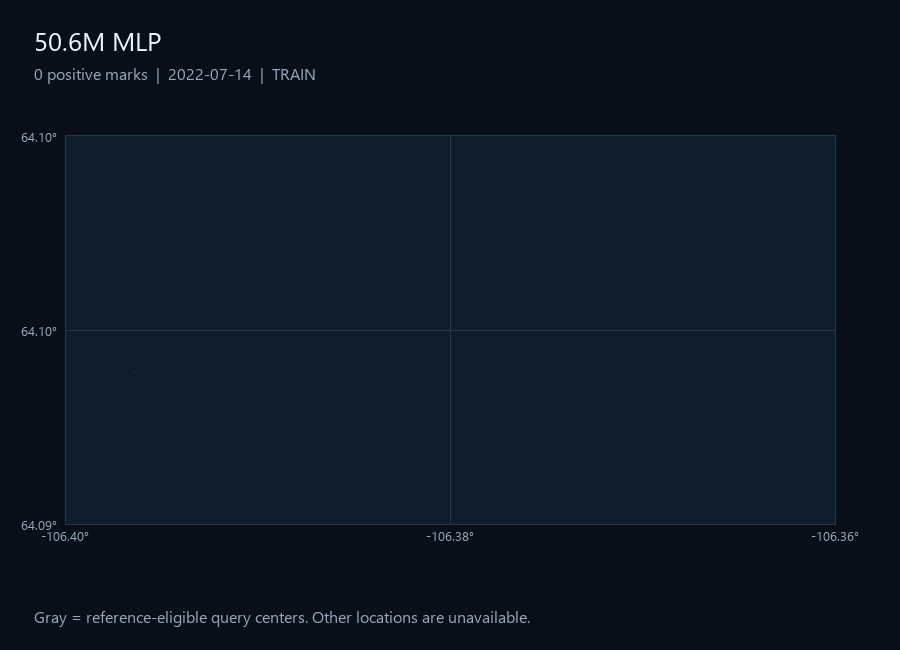 50.6M MLP
0 positive marks | 2022-07-14 | TRAIN
64.10°
64.10°
64.09°
-106.40° -106.38° -106.36°
Gray = reference-eligible query centers. Other locations are unavailable.